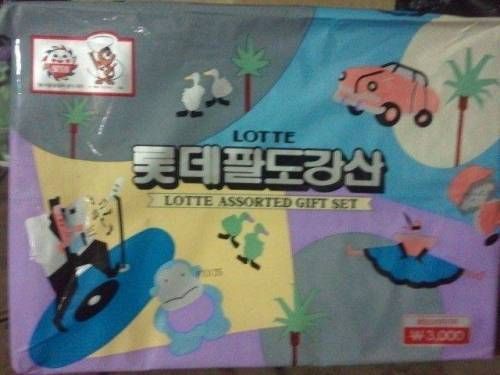 LOTTE
롯데팔도강산
LOTTE ASSORTED GIFT SET
₩3,000